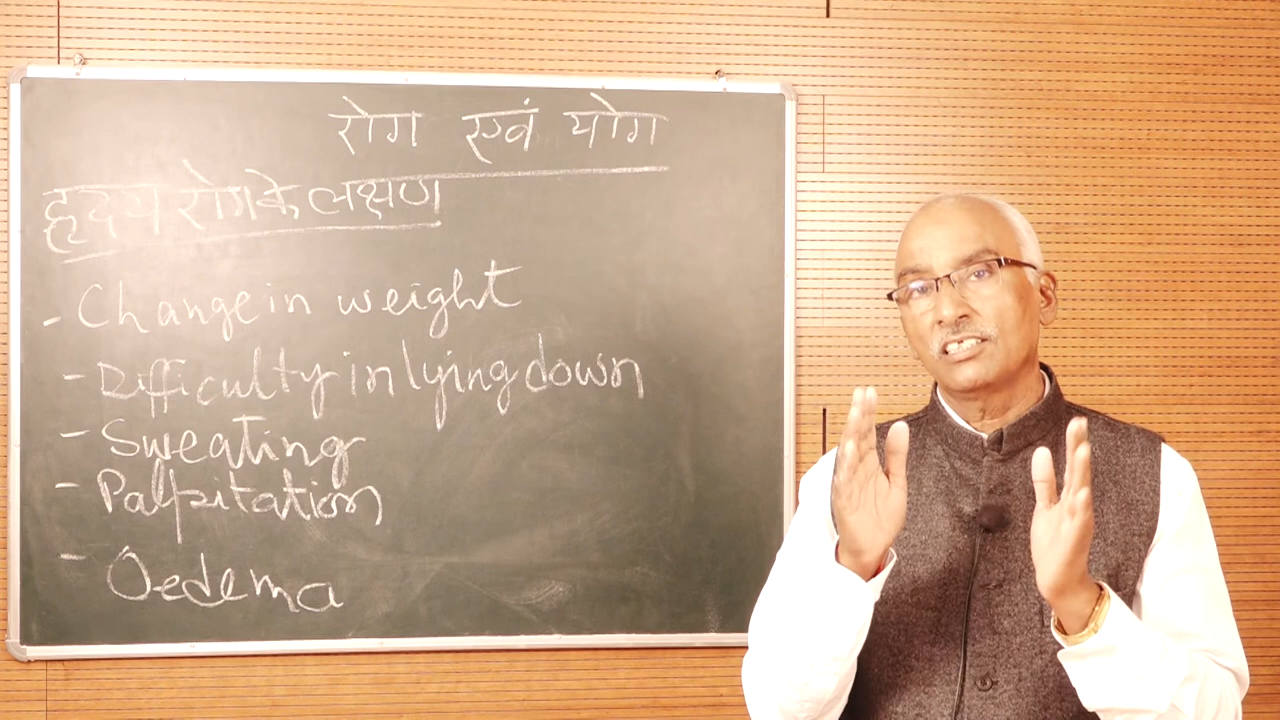 रोग एवं योग
हृदय रोग के लक्षण
- Change in weight
- Difficulty in lying down
- Sweating
- Palpitation
- Oedema